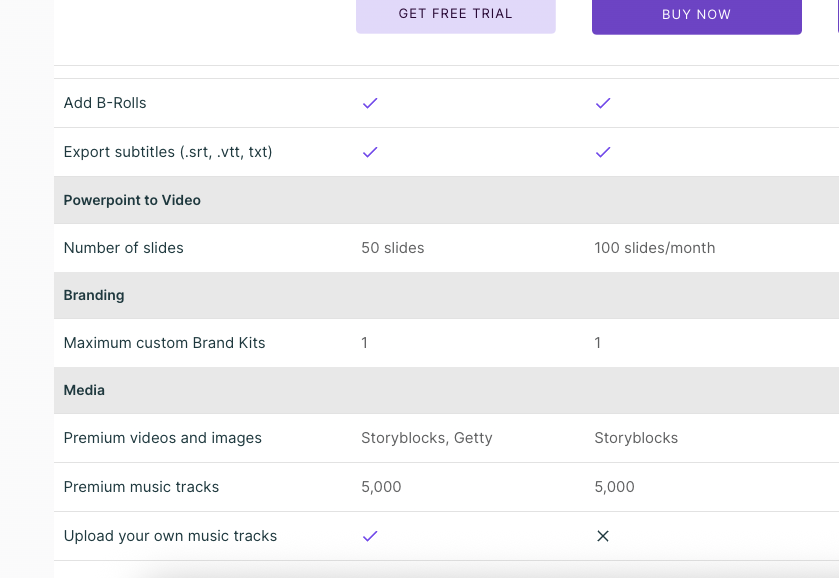 GET FREE TRIAL BUY NOW
Add B-Rolls
Export subtitles (.srt, .vtt, txt)
Powerpoint to Video
Number of slides 50 slides 100 slides/month
Branding
Maximum custom Brand Kits 1 1
Media
Premium videos and images Storyblocks, Getty Storyblocks
Premium music tracks 5,000 5,000
Upload your own music tracks